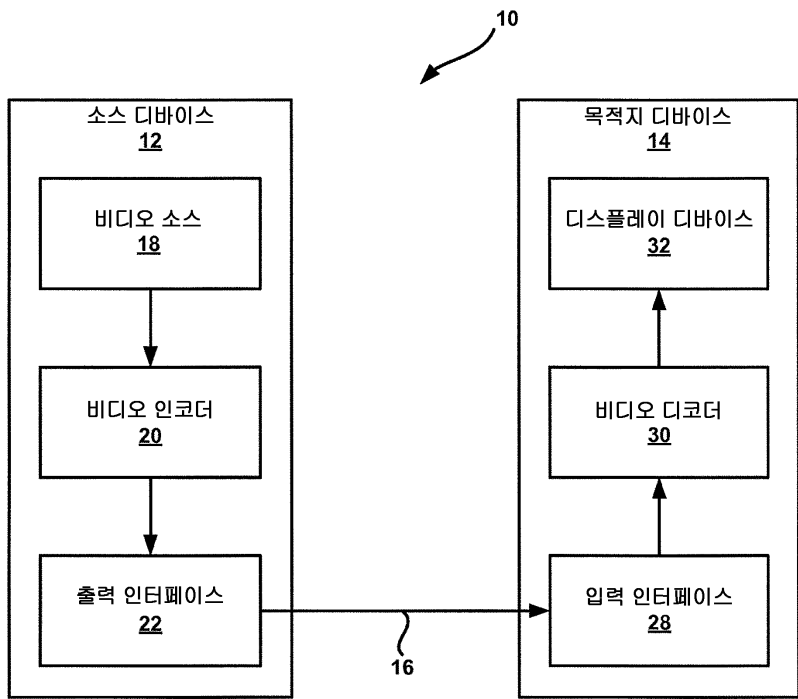 10
소스 디바이스
12
비디오 소스
18
비디오 인코더
20
출력 인터페이스
22
16
목적지 디바이스
14
디스플레이 디바이스
32
비디오 디코더
30
입력 인터페이스
28